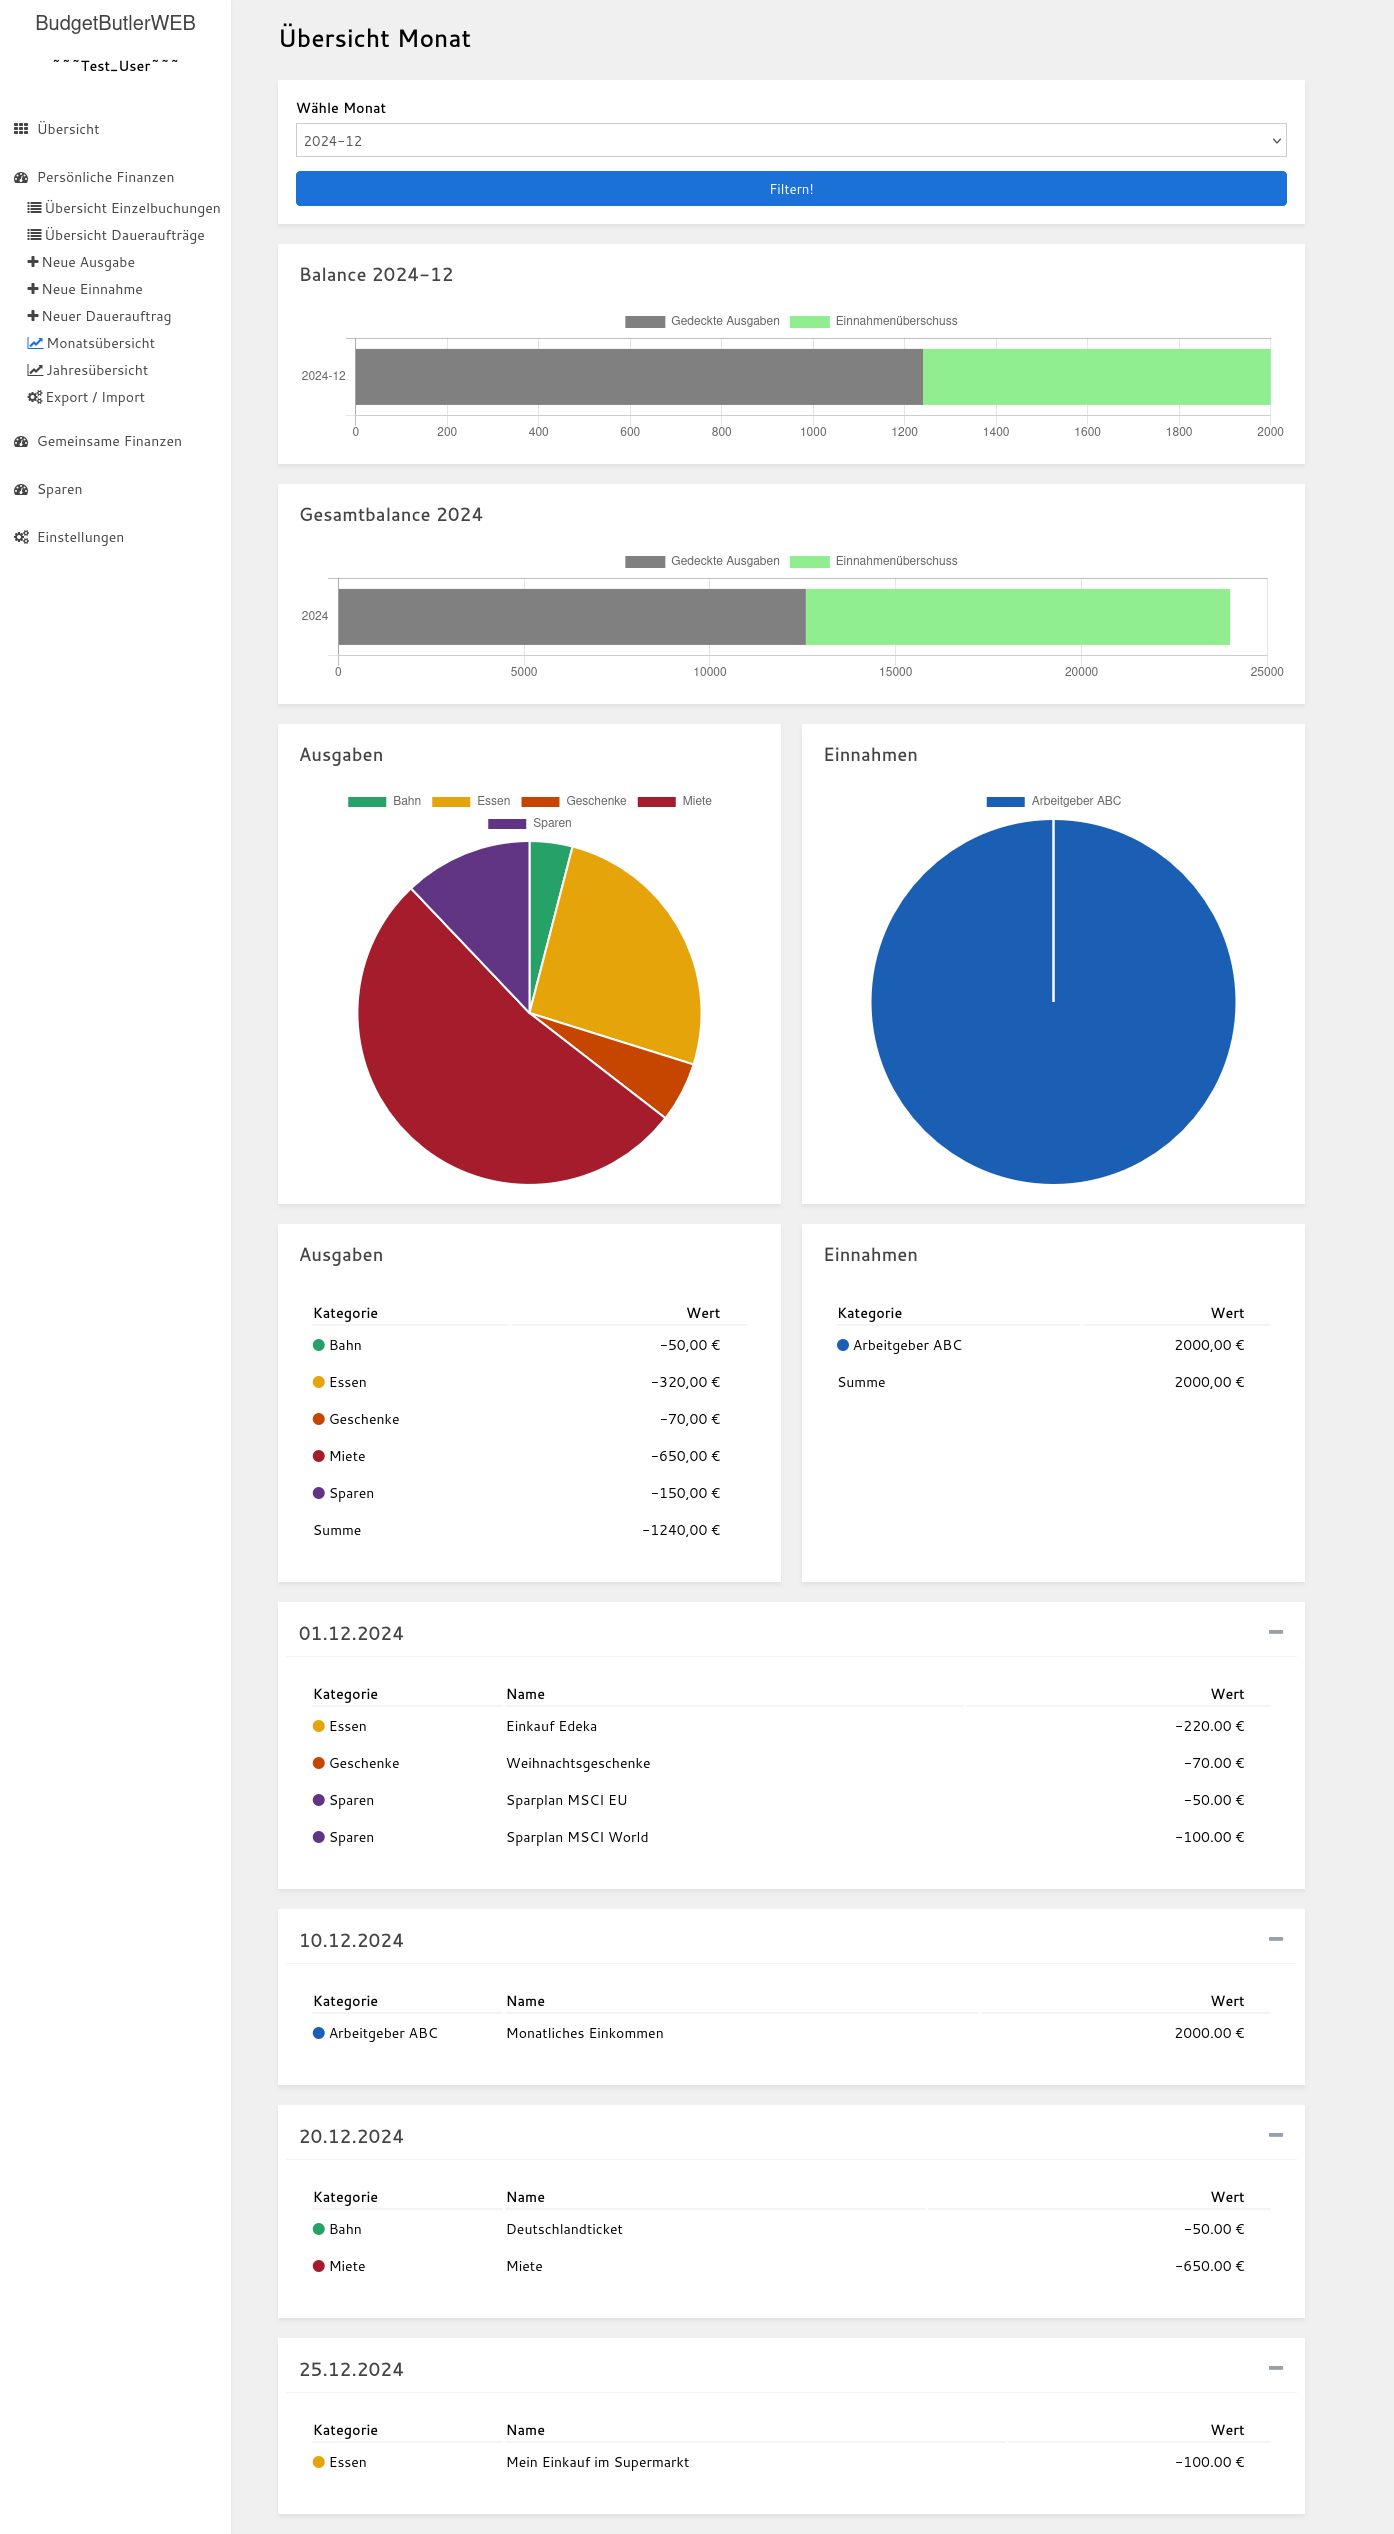 BudgetButlerWEB
~~~Test_User~~~
Übersicht
Persönliche Finanzen
Übersicht Einzelbuchungen
Übersicht Daueraufträge
Neue Ausgabe
Neue Einnahme
Neuer Dauerauftrag
Monatsübersicht
Jahresübersicht
Export / Import
Gemeinsame Finanzen
Sparen
Einstellungen
Übersicht Monat
Wähle Monat
2024-12
Filtern!
Balance 2024-12
Gedeckte Ausgaben Einnahmenüberschuss
2024-12
0 200 400 600 800 1000 1200 1400 1600 1800 2000
Gesamtbalance 2024
Gedeckte Ausgaben Einnahmenüberschuss
2024
0 5000 10000 15000 20000 25000
Ausgaben
Bahn Essen Geschenke Miete
Sparen
Einnahmen
Arbeitgeber ABC
Ausgaben
Kategorie Wert
Bahn -50,00 €
Essen -320,00 €
Geschenke -70,00 €
Miete -650,00 €
Sparen -150,00 €
Summe -1240,00 €
Einnahmen
Kategorie Wert
Arbeitgeber ABC 2000,00 €
Summe 2000,00 €
01.12.2024
Kategorie Name Wert
Essen Einkauf Edeka -220.00 €
Geschenke Weihnachtsgeschenke -70.00 €
Sparen Sparplan MSCI EU -50.00 €
Sparen Sparplan MSCI World -100.00 €
10.12.2024
Kategorie Name Wert
Arbeitgeber ABC Monatliches Einkommen 2000.00 €
20.12.2024
Kategorie Name Wert
Bahn Deutschlandticket -50.00 €
Miete Miete -650.00 €
25.12.2024
Kategorie Name Wert
Essen Mein Einkauf im Supermarkt -100.00 €